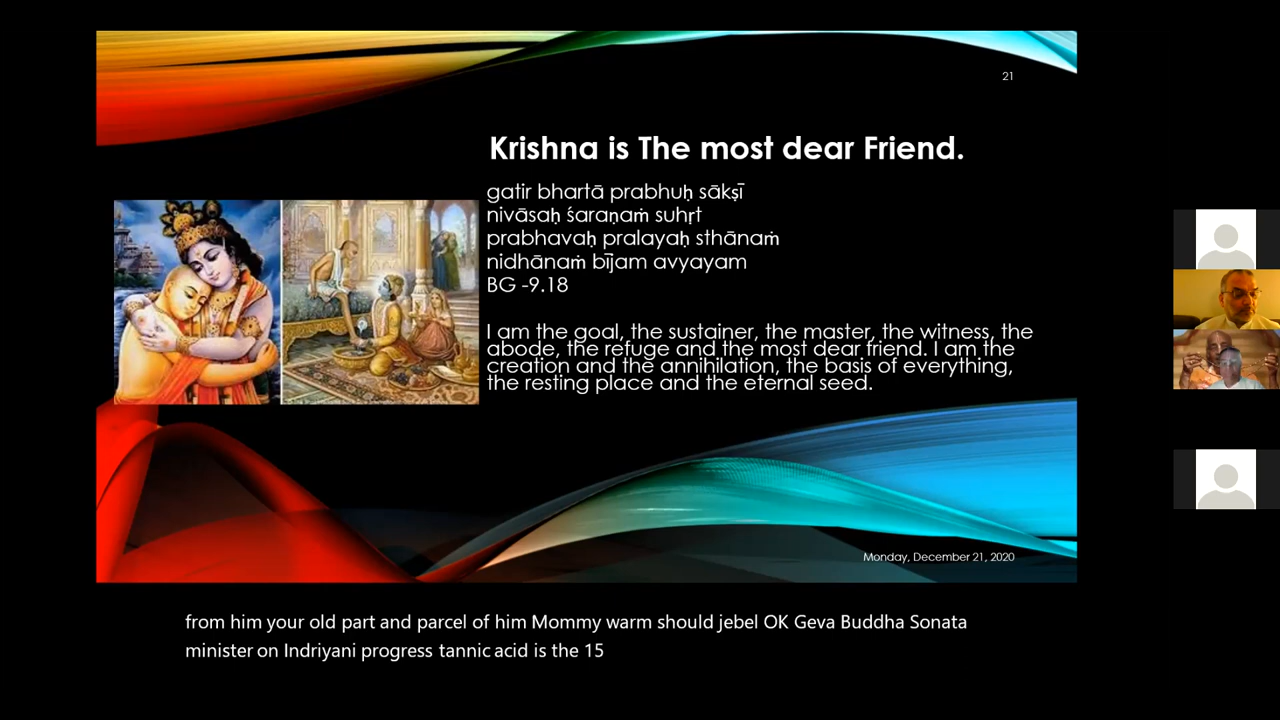 21
Krishna is The most dear Friend.
gatir bhartā prabhuḥ sākṣī
nivāsaḥ śaraṇaṁ suhṛt
prabhavaḥ pralayaḥ sthānaṁ
nidhānaṁ bījam avyayam
BG -9.18
I am the goal, the sustainer, the master, the witness, the
abode, the refuge and the most dear friend. I am the
creation and the annihilation, the basis of everything,
the resting place and the eternal seed.
Monday, December 21, 2020
from him your old part and parcel of him Mommy warm should jebel OK Geva Buddha Sonata
minister on Indriyani progress tannic acid is the 15